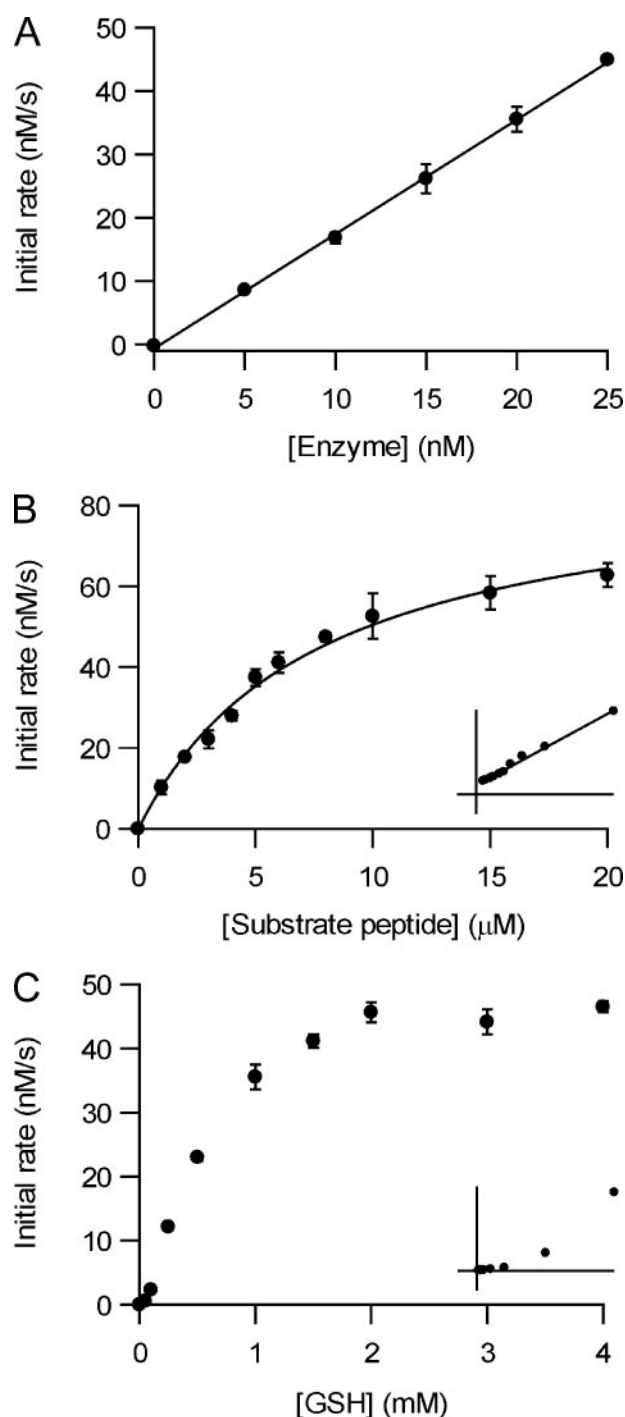 A
Initial rate (nM/s)
50
40
30
20
10
0
0 5 10 15 20 25
[Enzyme] (nM)
B
Initial rate (nM/s)
80
60
40
20
0
0 5 10 15 20
[Substrate peptide] (μM)
C
Initial rate (nM/s)
50
40
30
20
10
0
0 1 2 3 4
[GSH] (mM)